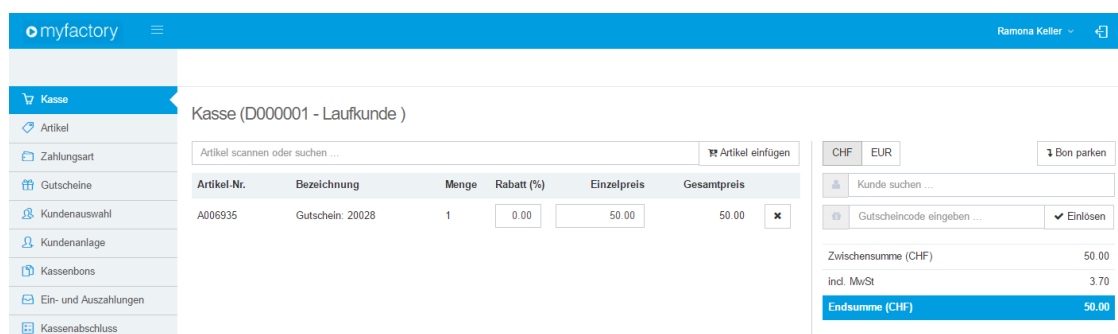 myfactory
Ramona Keller
Kasse
Artikel
Zahlungsart
Gutscheine
Kundenauswahl
Kundenanlage
Kassenbons
Ein- und Auszahlungen
Kassenabschluss
Kasse (D000001 - Laufkunde )
Artikel scannen oder suchen ... Artikel einfügen
Artikel-Nr. Bezeichnung Menge Rabatt (%) Einzelpreis Gesamtpreis
A006935 Gutschein: 20028 1 0.00 50.00 50.00
CHF EUR Bon parken
Kunde suchen ...
Gutscheincode eingeben ... Einlösen
Zwischensumme (CHF) 50.00
incl. MwSt 3.70
Endsumme (CHF) 50.00